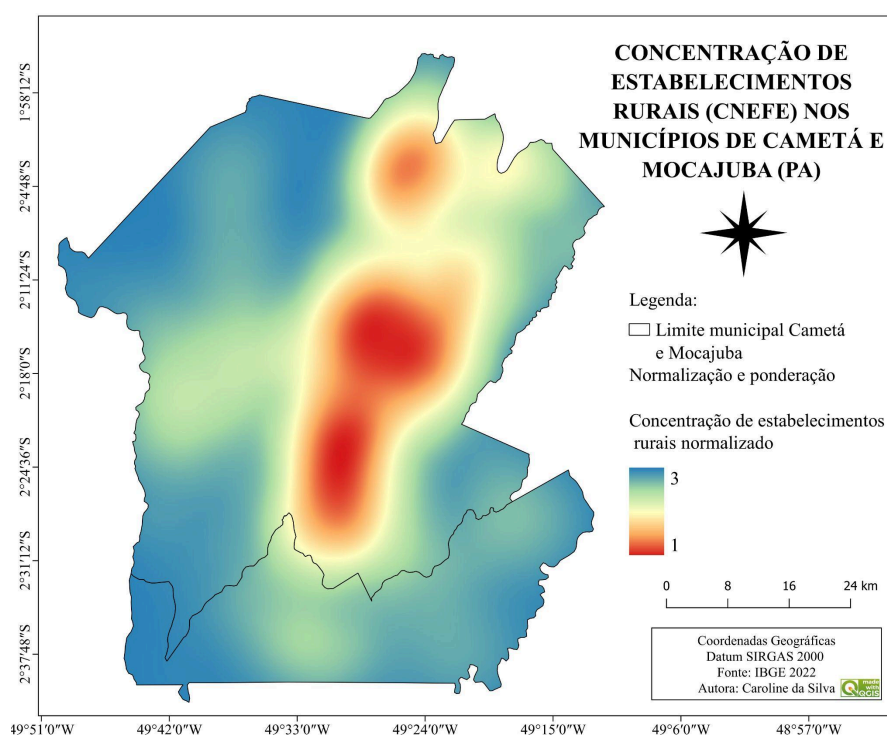 CONCENTRAÇÃO DE
ESTABELECIMENTOS
RURAIS (CNEFE) NOS
MUNICÍPIOS DE CAMETÁ E
MOCAJUBA (PA)
Legenda:
Limite municipal Cametá
e Mocajuba
Normalização e ponderação
Concentração de estabelecimentos
rurais normalizado
3
1
0 8 16 24 km
Coordenadas Geográficas
Datum SIRGAS 2000
Fonte: IBGE 2022
Autora: Caroline da Silva
made
with
QGIS
1°58'12"S
2°4'48"S
2°11'24"S
2°18'0"S
2°24'36"S
2°31'12"S
2°37'48"S
49°51'0"W 49°42'0"W 49°33'0"W 49°24'0"W 49°15'0"W 49°6'0"W 48°57'0"W